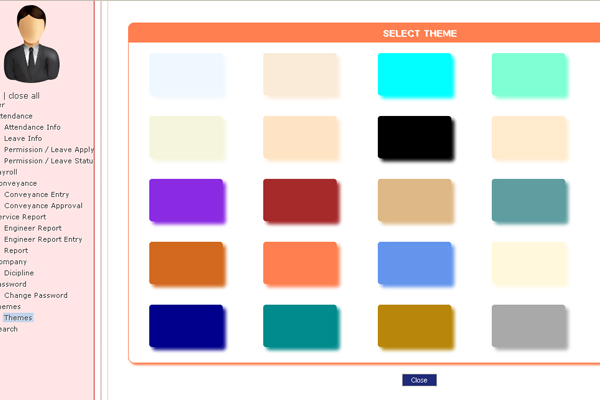 SELECT THEME
| close all
er
ttendance
Attendance Info
Leave Info
Permission / Leave Apply
Permission / Leave Statu
ayroll
onveyance
Conveyance Entry
Conveyance Approval
ervice Report
Engineer Report
Engineer Report Entry
Report
ompany
Dicipline
assword
Change Password
hemes
Themes
earch
Close